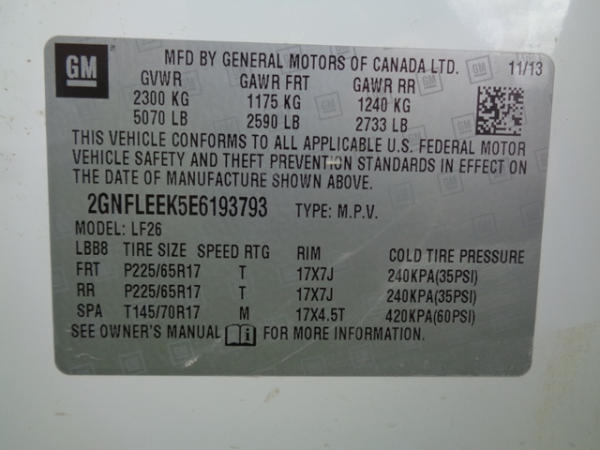 GM
MFD BY GENERAL MOTORS OF CANADA LTD. 11/13
GVWR GAWR FRT GAWR RR
2300 KG 1175 KG 1240 KG
5070 LB 2590 LB 2733 LB
THIS VEHICLE CONFORMS TO ALL APPLICABLE U.S. FEDERAL MOTOR
VEHICLE SAFETY AND THEFT PREVENTION STANDARDS IN EFFECT ON
THE DATE OF MANUFACTURE SHOWN ABOVE.
2GNFLEEK5E6193793 TYPE: M.P.V.
MODEL: LF26
LBB8 TIRE SIZE SPEED RTG RIM COLD TIRE PRESSURE
FRT P225/65R17 T 17X7J 240KPA(35PSI)
RR P225/65R17 T 17X7J 240KPA(35PSI)
SPA T145/70R17 M 17X4.5T 420KPA(60PSI)
SEE OWNER'S MANUAL i FOR MORE INFORMATION.